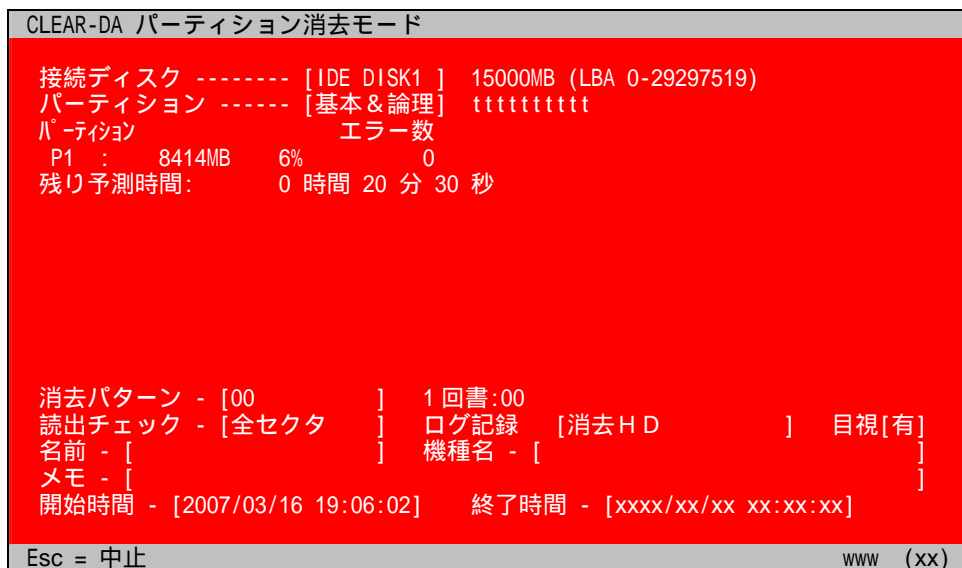 CLEAR-DA パーティション消去モード
接続ディスク -------- [IDE DISK1 ] 15000MB (LBA 0-29297519)
パーティション ------ [基本＆論理] tttttttttt
ﾊﾟｰﾃｨｼｮﾝ エラー数
P1 : 8414MB 6% 0
残り予測時間: 0 時間 20 分 30 秒
消去パターン - [00 ] 1回書:00
読出チェック - [全セクタ ] ログ記録 [消去ＨＤ ] 目視[有]
名前 - [ ] 機種名 - [ ]
メモ - [ ]
開始時間 - [2007/03/16 19:06:02] 終了時間 - [xxxx/xx/xx xx:xx:xx]
Esc = 中止 www (xx)